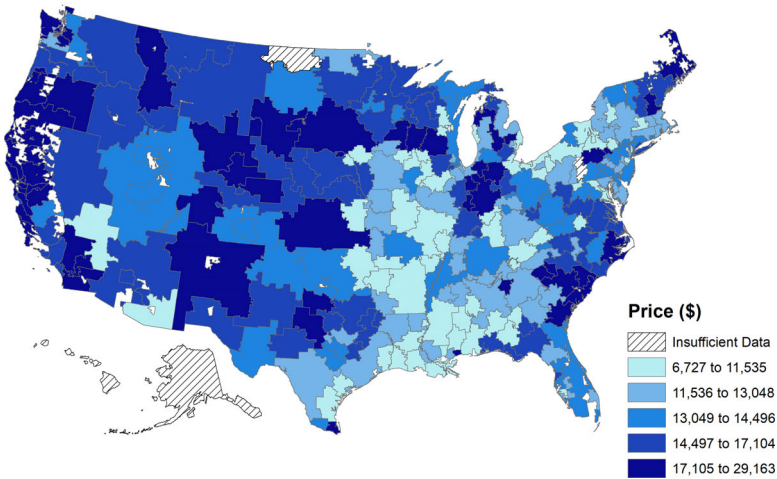 Price ($)
Insufficient Data
6,727 to 11,535
11,536 to 13,048
13,049 to 14,496
14,497 to 17,104
17,105 to 29,163